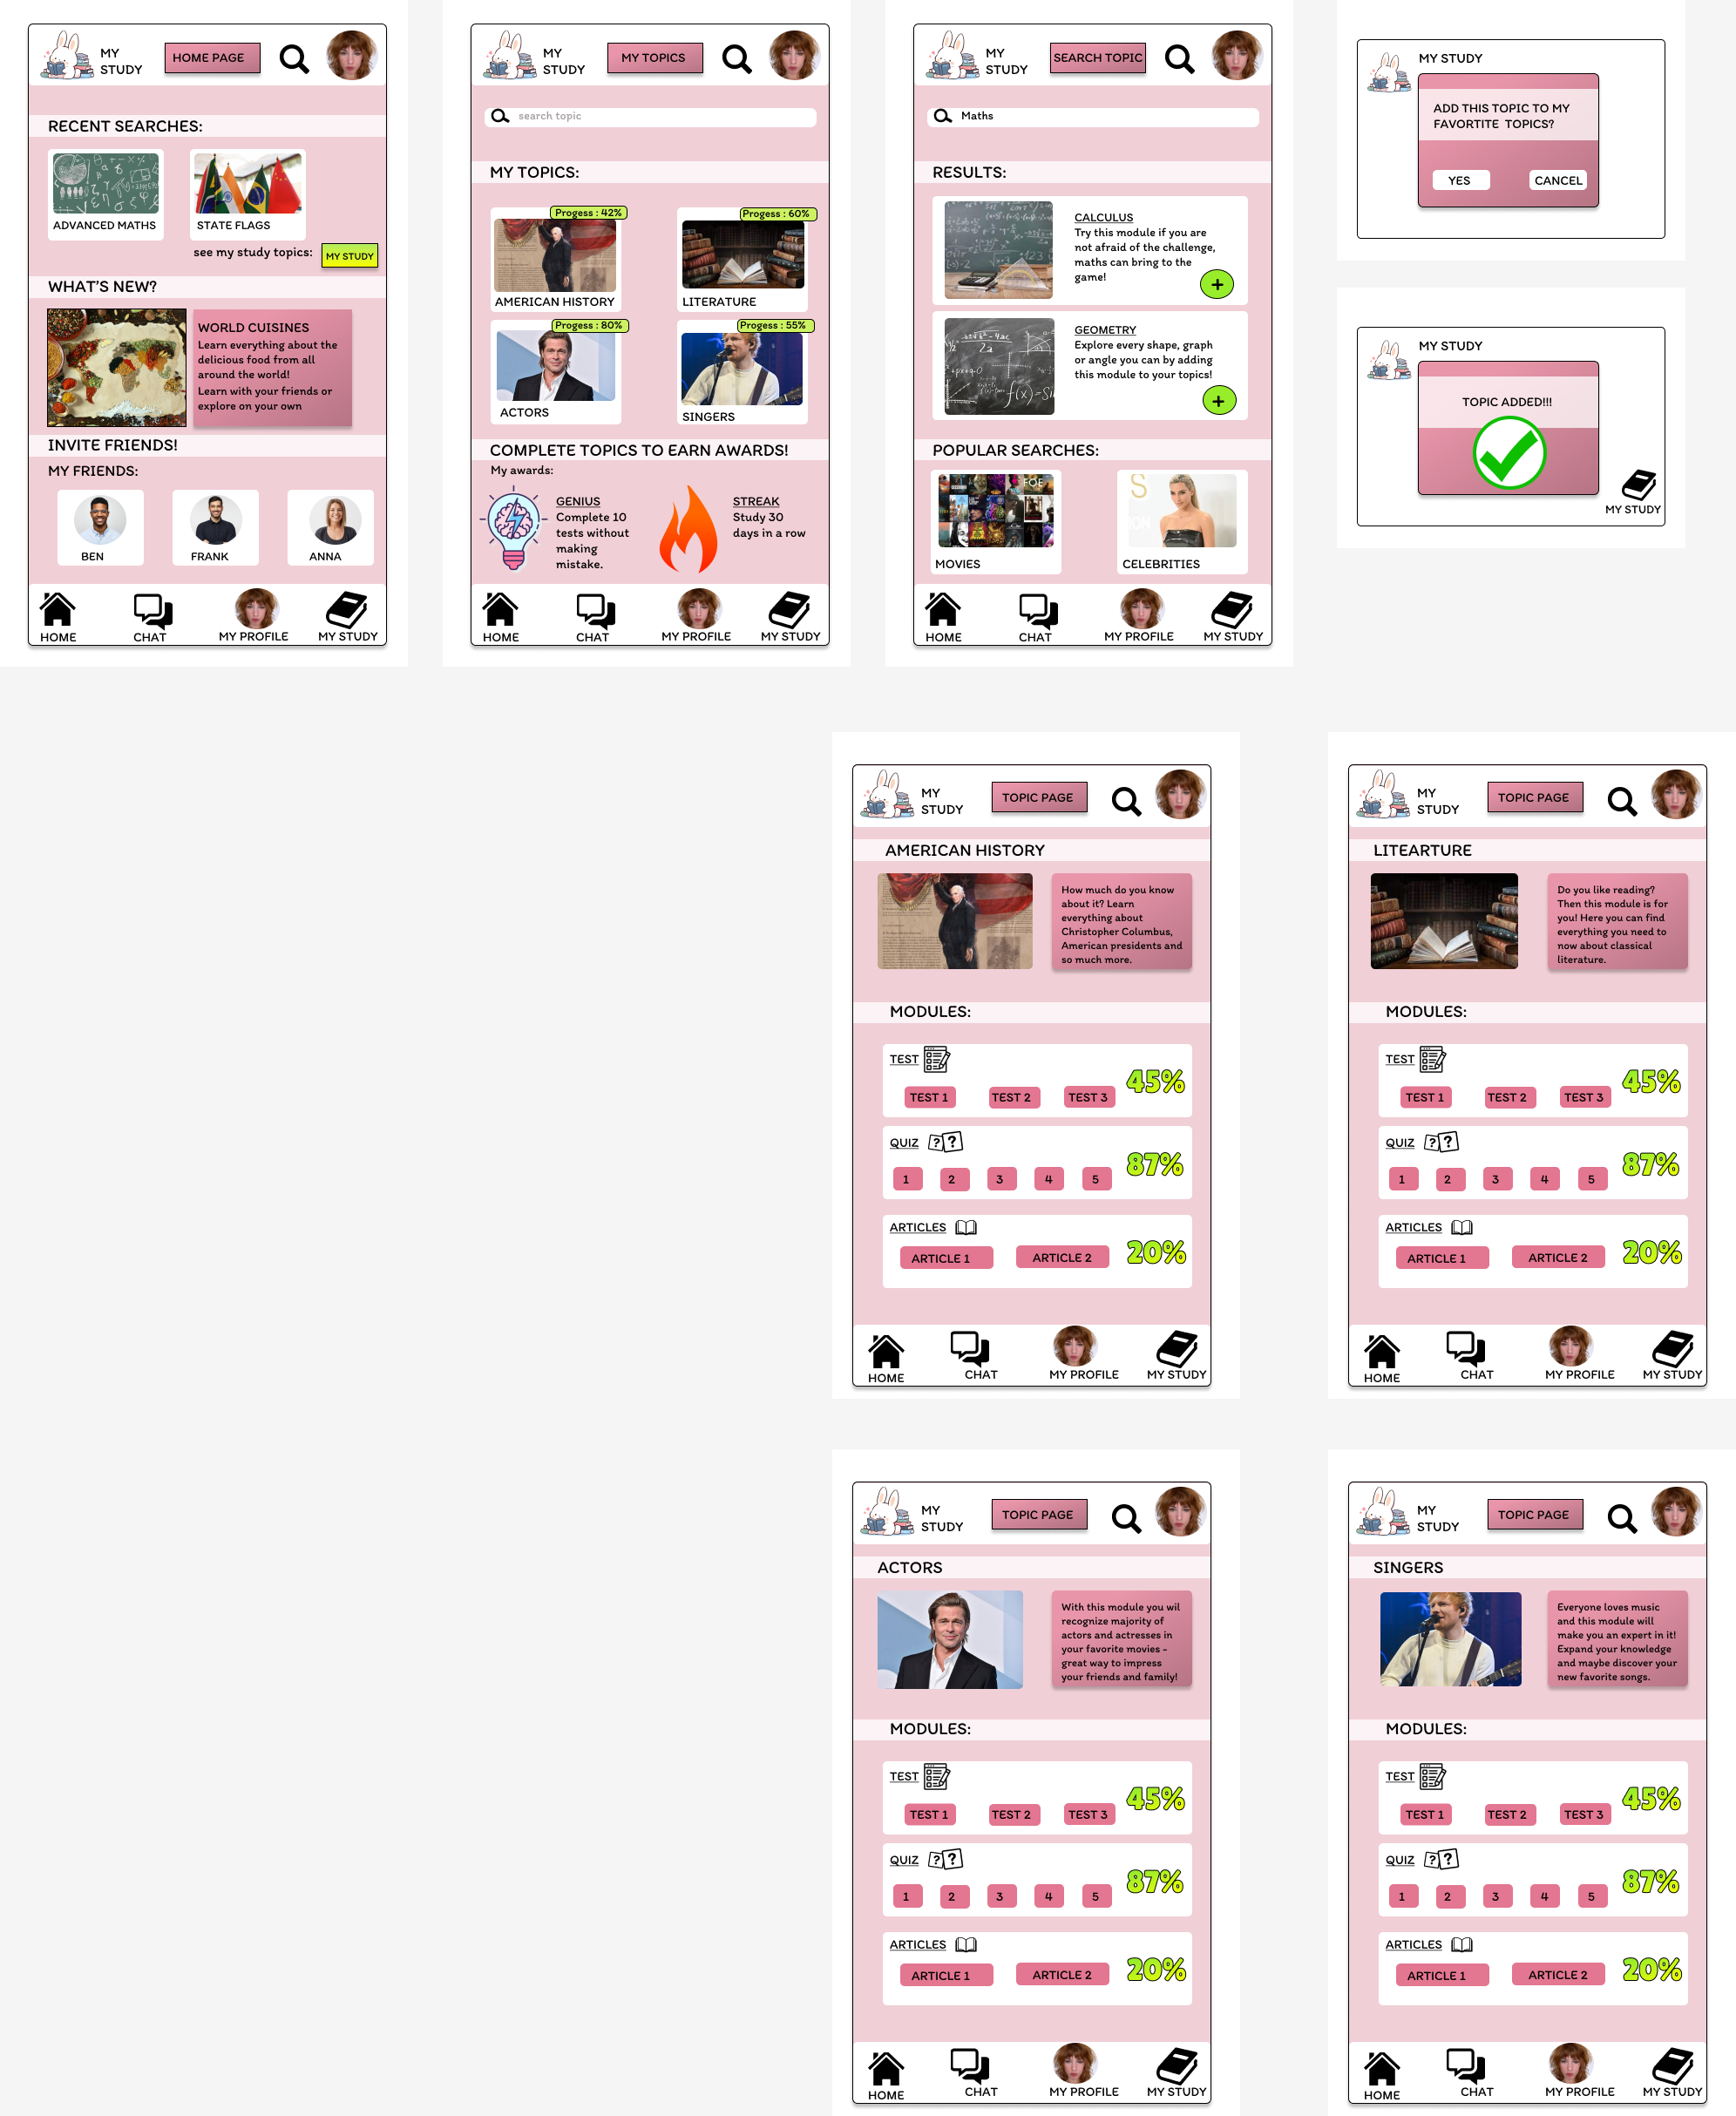 MY
STUDY
HOME PAGE
RECENT SEARCHES:
ADVANCED MATHS
STATE FLAGS
see my study topics:
MY STUDY
WHAT'S NEW?
WORLD CUISINES
Learn everything about the
delicious food from all
around the world!
Learn with your friends or
explore on your own
INVITE FRIENDS!
MY FRIENDS:
BEN
FRANK
ANNA
HOME
CHAT
MY PROFILE
MY STUDY
MY
STUDY
MY TOPICS
search topic
MY TOPICS:
Progess : 42%
AMERICAN HISTORY
Progess : 60%
LITERATURE
Progess : 80%
ACTORS
Progess : 55%
SINGERS
COMPLETE TOPICS TO EARN AWARDS!
My awards:
GENIUS
Complete 10
tests without
making
mistake.
STREAK
Study 30
days in a row
HOME
CHAT
MY PROFILE
MY STUDY
MY
STUDY
SEARCH TOPIC
Maths
RESULTS:
CALCULUS
Try this module if you are
not afraid of the challenge,
maths can bring to the
game!
+
GEOMETRY
Explore every shape, graph
or angle you can by adding
this module to your topics!
+
POPULAR SEARCHES:
MOVIES
CELEBRITIES
HOME
CHAT
MY PROFILE
MY STUDY
MY STUDY
ADD THIS TOPIC TO MY
FAVORTITE TOPICS?
YES
CANCEL
MY STUDY
TOPIC ADDED!!!
MY STUDY
MY
STUDY
TOPIC PAGE
AMERICAN HISTORY
How much do you know
about it? Learn
everything about
Christopher Columbus,
American presidents and
so much more.
MODULES:
TEST
TEST 1
TEST 2
TEST 3
45%
QUIZ
1
2
3
4
5
87%
ARTICLES
ARTICLE 1
ARTICLE 2
20%
HOME
CHAT
MY PROFILE
MY STUDY
MY
STUDY
TOPIC PAGE
LITEARTURE
Do you like reading?
Then this module is for
you! Here you can find
everything you need to
now about classical
literature.
MODULES:
TEST
TEST 1
TEST 2
TEST 3
45%
QUIZ
1
2
3
4
5
87%
ARTICLES
ARTICLE 1
ARTICLE 2
20%
HOME
CHAT
MY PROFILE
MY STUDY
MY
STUDY
TOPIC PAGE
ACTORS
With this module you wil
recognize majority of
actors and actresses in
your favorite movies -
great way to impress
your friends and family!
MODULES:
TEST
TEST 1
TEST 2
TEST 3
45%
QUIZ
1
2
3
4
5
87%
ARTICLES
ARTICLE 1
ARTICLE 2
20%
HOME
CHAT
MY PROFILE
MY STUDY
MY
STUDY
TOPIC PAGE
SINGERS
Everyone loves music
and this module will
make you an expert in it!
Expand your knowledge
and maybe discover your
new favorite songs.
MODULES:
TEST
TEST 1
TEST 2
TEST 3
45%
QUIZ
1
2
3
4
5
87%
ARTICLES
ARTICLE 1
ARTICLE 2
20%
HOME
CHAT
MY PROFILE
MY STUDY